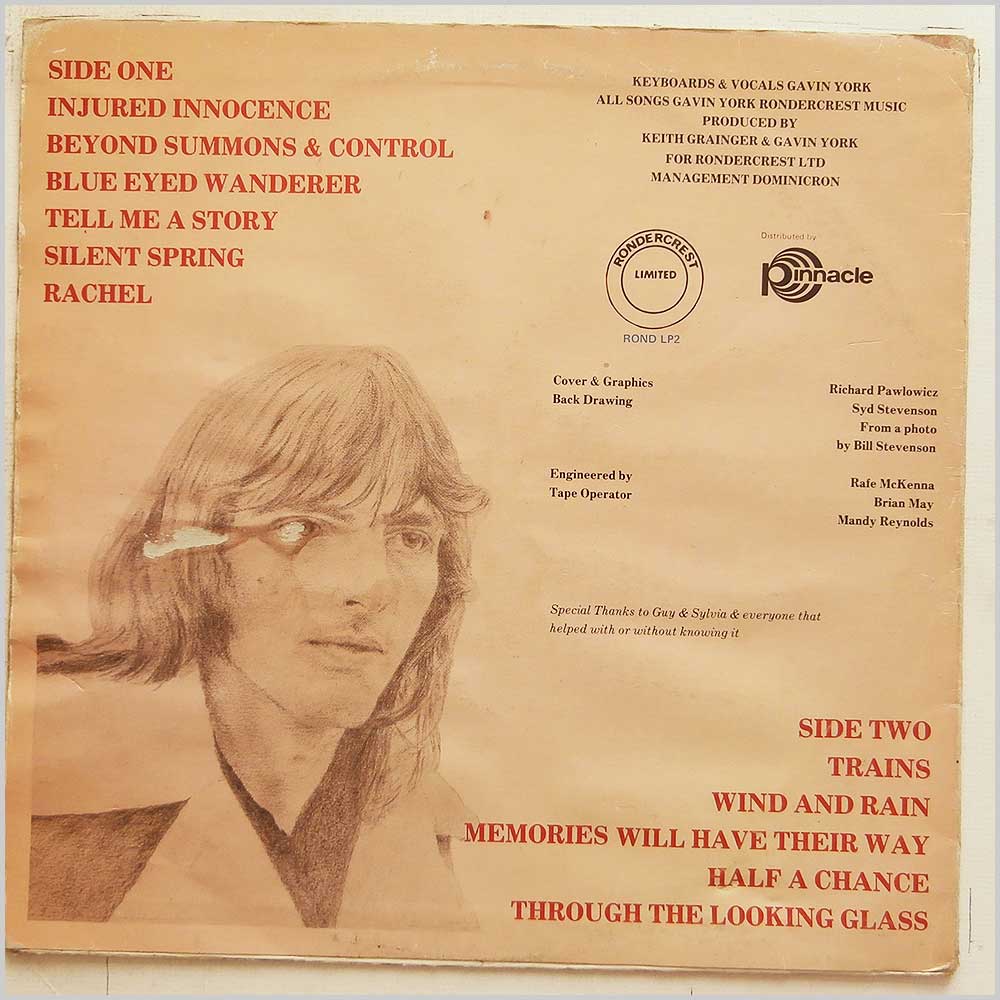 SIDE ONE
INJURED INNOCENCE
BEYOND SUMMONS & CONTROL
BLUE EYED WANDERER
TELL ME A STORY
SILENT SPRING
RACHEL
KEYBOARDS & VOCALS GAVIN YORK
ALL SONGS GAVIN YORK RONDERCREST MUSIC
PRODUCED BY
KEITH GRAINGER & GAVIN YORK
FOR RONDERCREST LTD
MANAGEMENT DOMINICRON
RONDERCREST
LIMITED
ROND LP2
Distributed by
Pinnacle
Cover & Graphics
Back Drawing
Richard Pawlowicz
Syd Stevenson
From a photo
by Bill Stevenson
Engineered by
Tape Operator
Rafe McKenna
Brian May
Mandy Reynolds
Special Thanks to Guy & Sylvia & everyone that
helped with or without knowing it
SIDE TWO
TRAINS
WIND AND RAIN
MEMORIES WILL HAVE THEIR WAY
HALF A CHANCE
THROUGH THE LOOKING GLASS